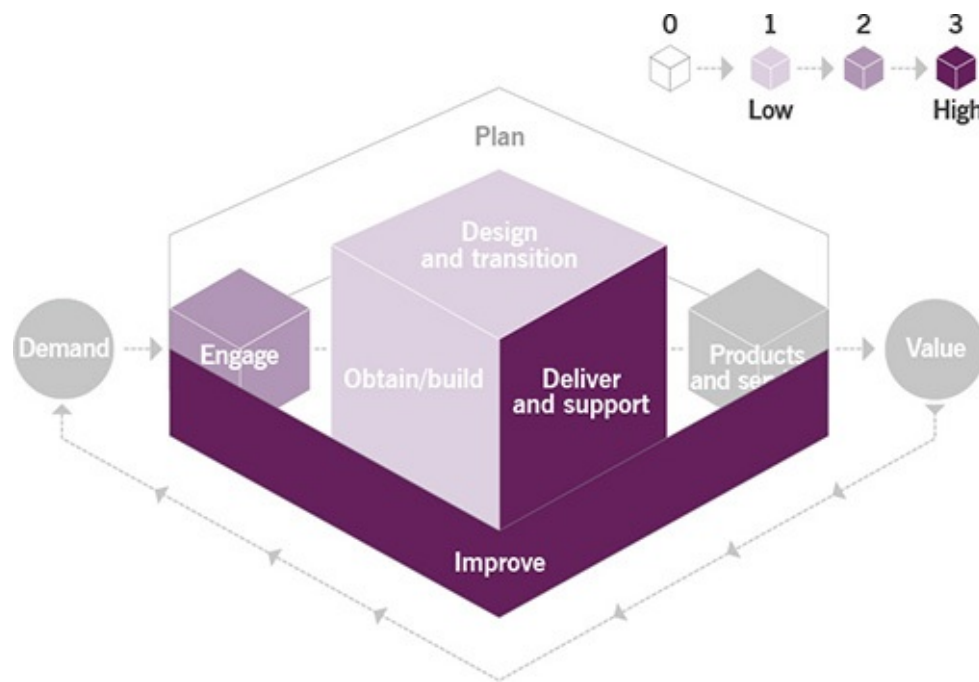 0 1 2 3
Low High
Plan
Design
and transition
Demand
Engage
Obtain/build
Deliver
and support
Products
and
Value
Improve